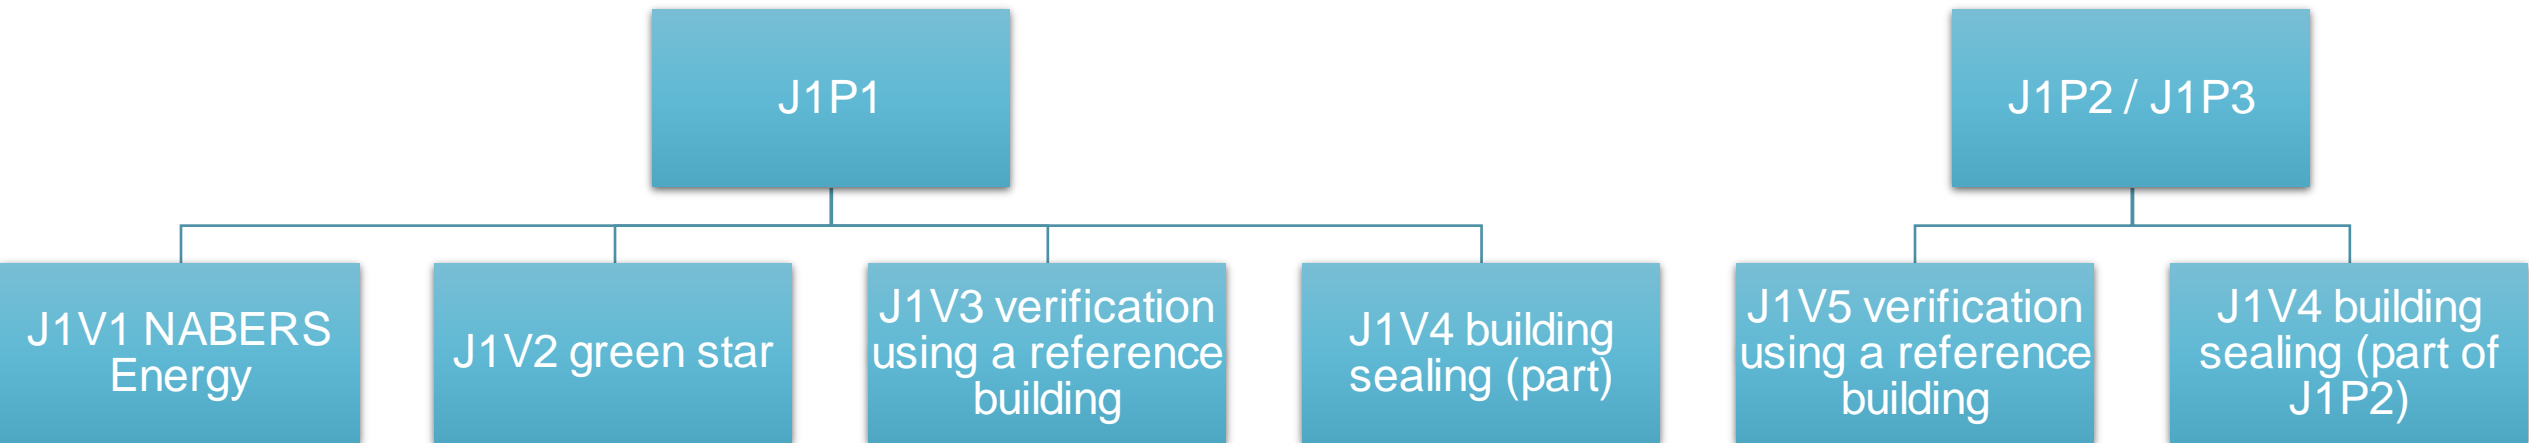 J1P1
J1P2 / J1P3
J1V1 NABERS
Energy
J1V2 green star
J1V3 verification
using a reference
building
J1V4 building
sealing (part)
J1V5 verification
using a reference
building
J1V4 building
sealing (part of
J1P2)